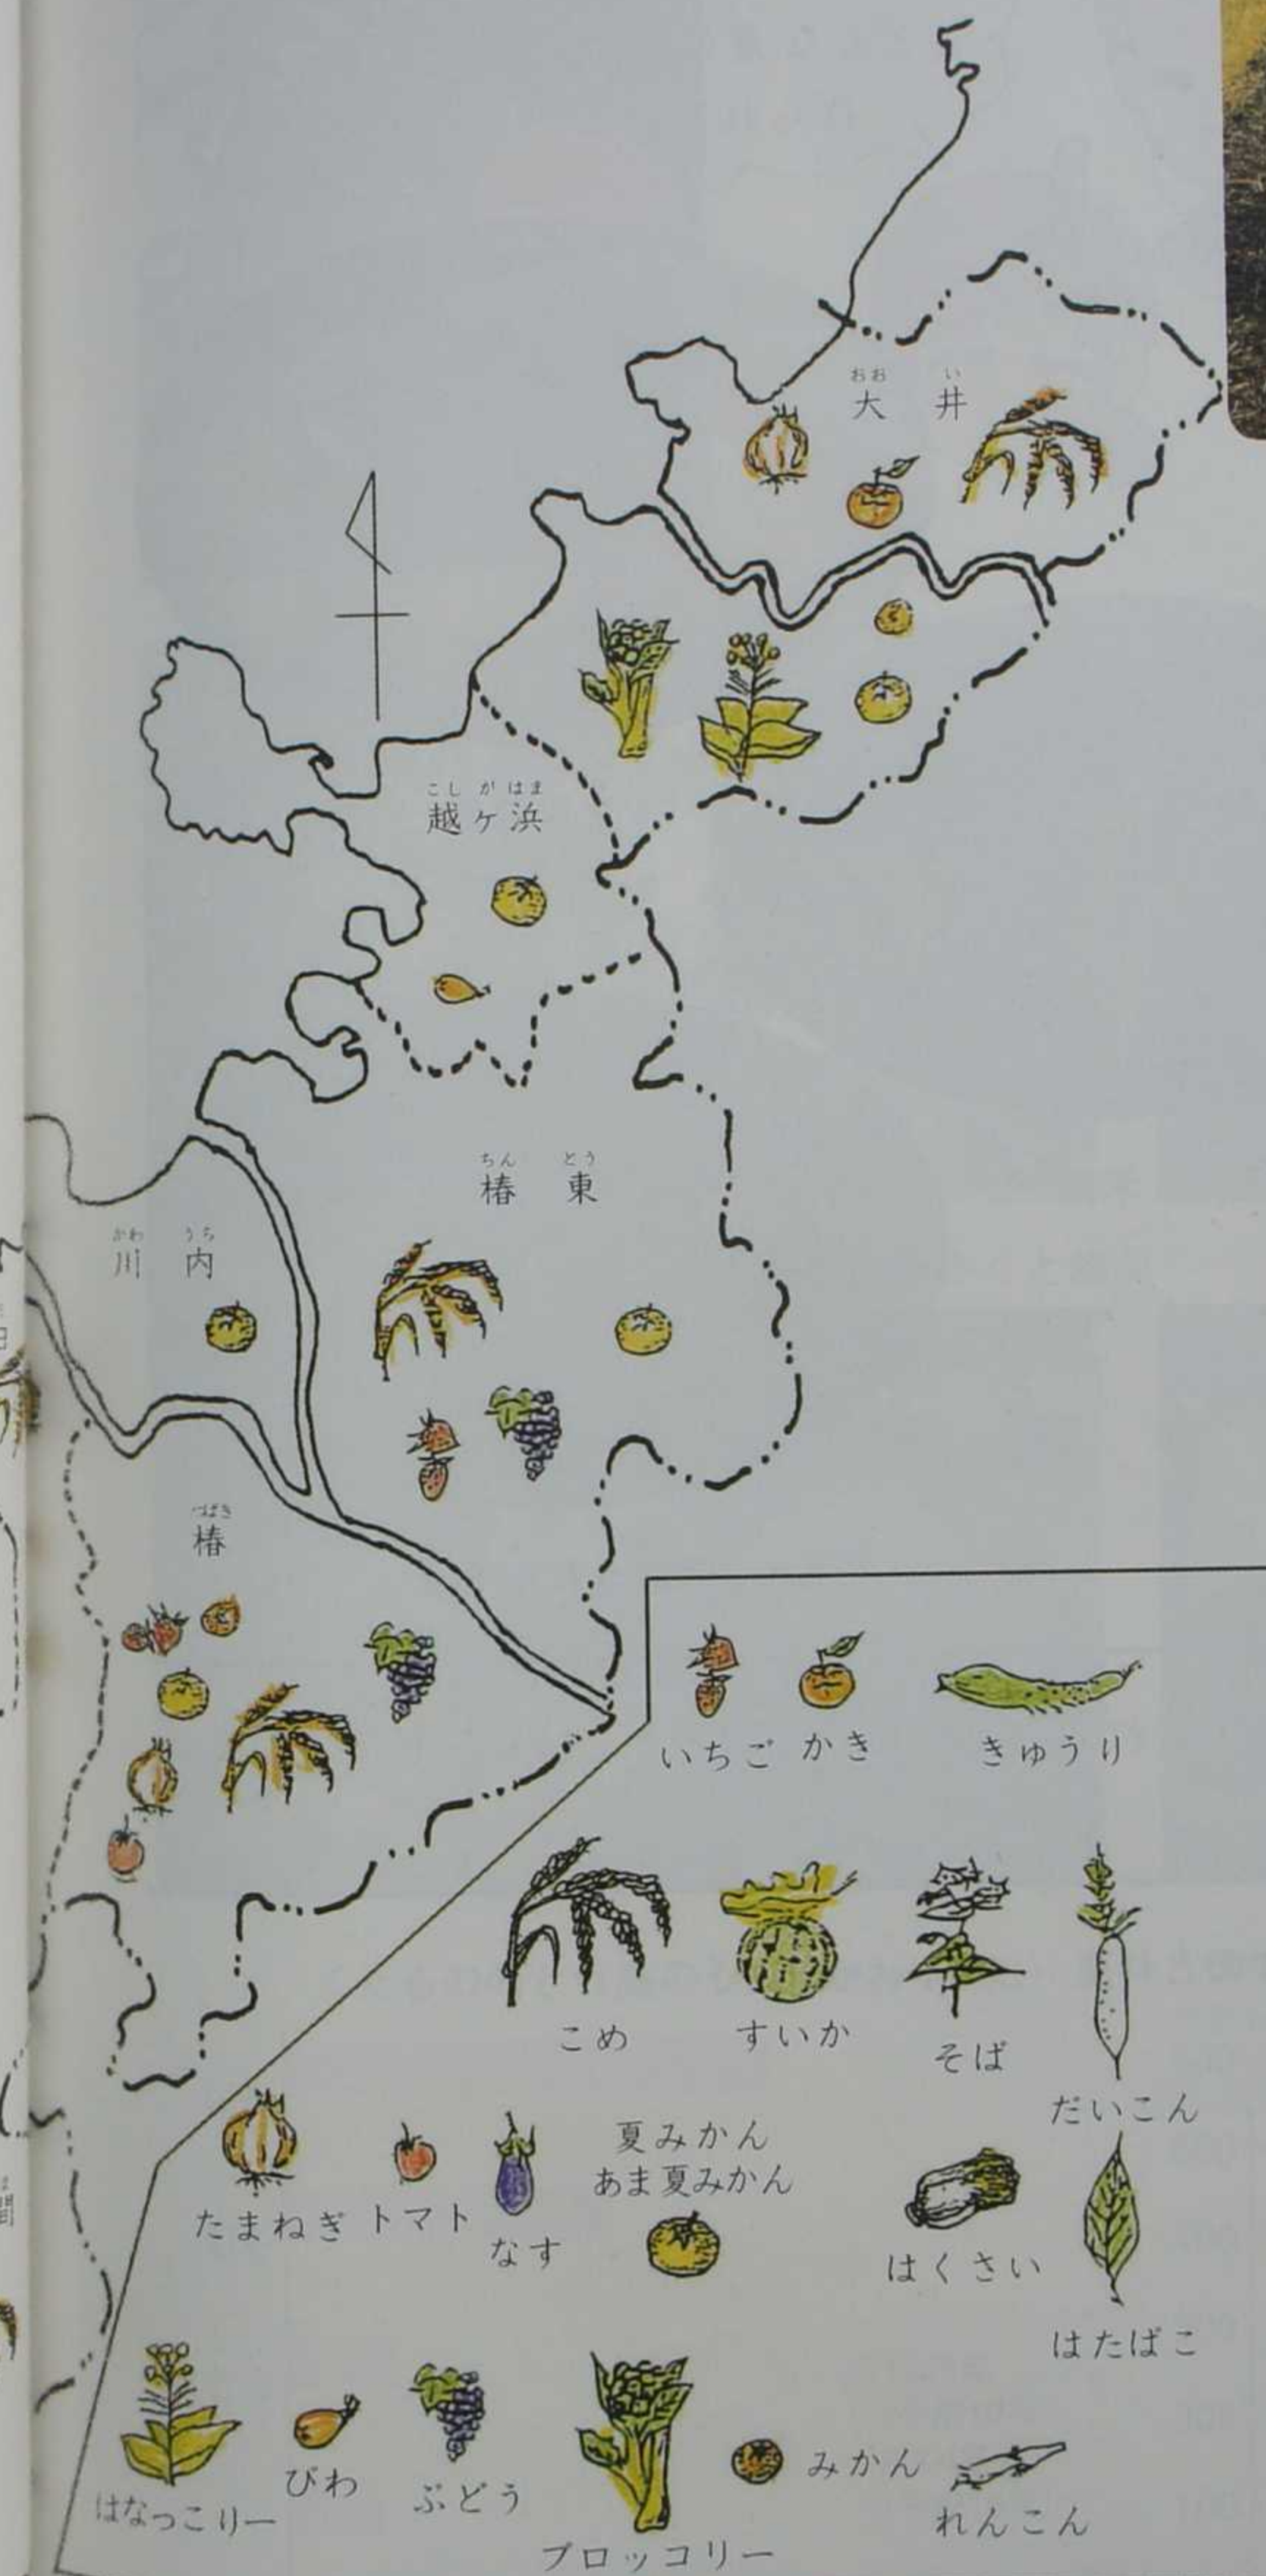 おお い
大 井
こし が はま
越ヶ浜
ちん とう
椿 東
かわ うち
川 内
つばき
椿
いちご かき きゅうり
こめ すいか そば だいこん
たまねぎ トマト なす
夏みかん
あま夏みかん
はくさい はたばこ
はなっこりー びわ ぶどう ブロッコリー みかん れんこん